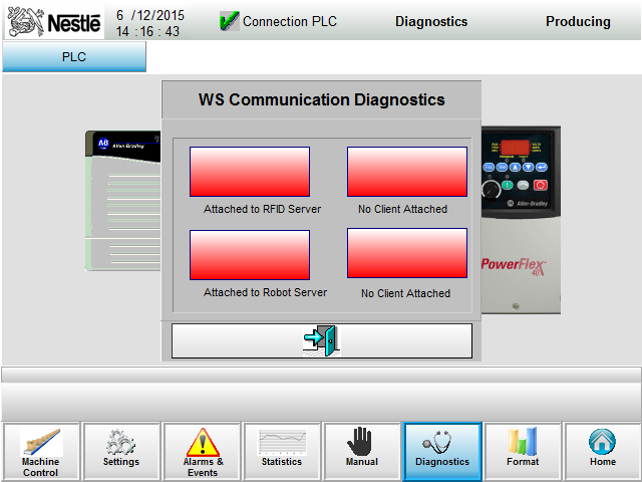 Nestlé
6 /12/2015
14 :16 : 43
Connection PLC
Diagnostics
Producing
PLC
WS Communication Diagnostics
AB Allen-Bradley
Attached to RFID Server
No Client Attached
Attached to Robot Server
No Client Attached
Allen-Bradley
PowerFlex
Machine
Control
Settings
Alarms &
Events
Statistics
Manual
Diagnostics
Format
Home